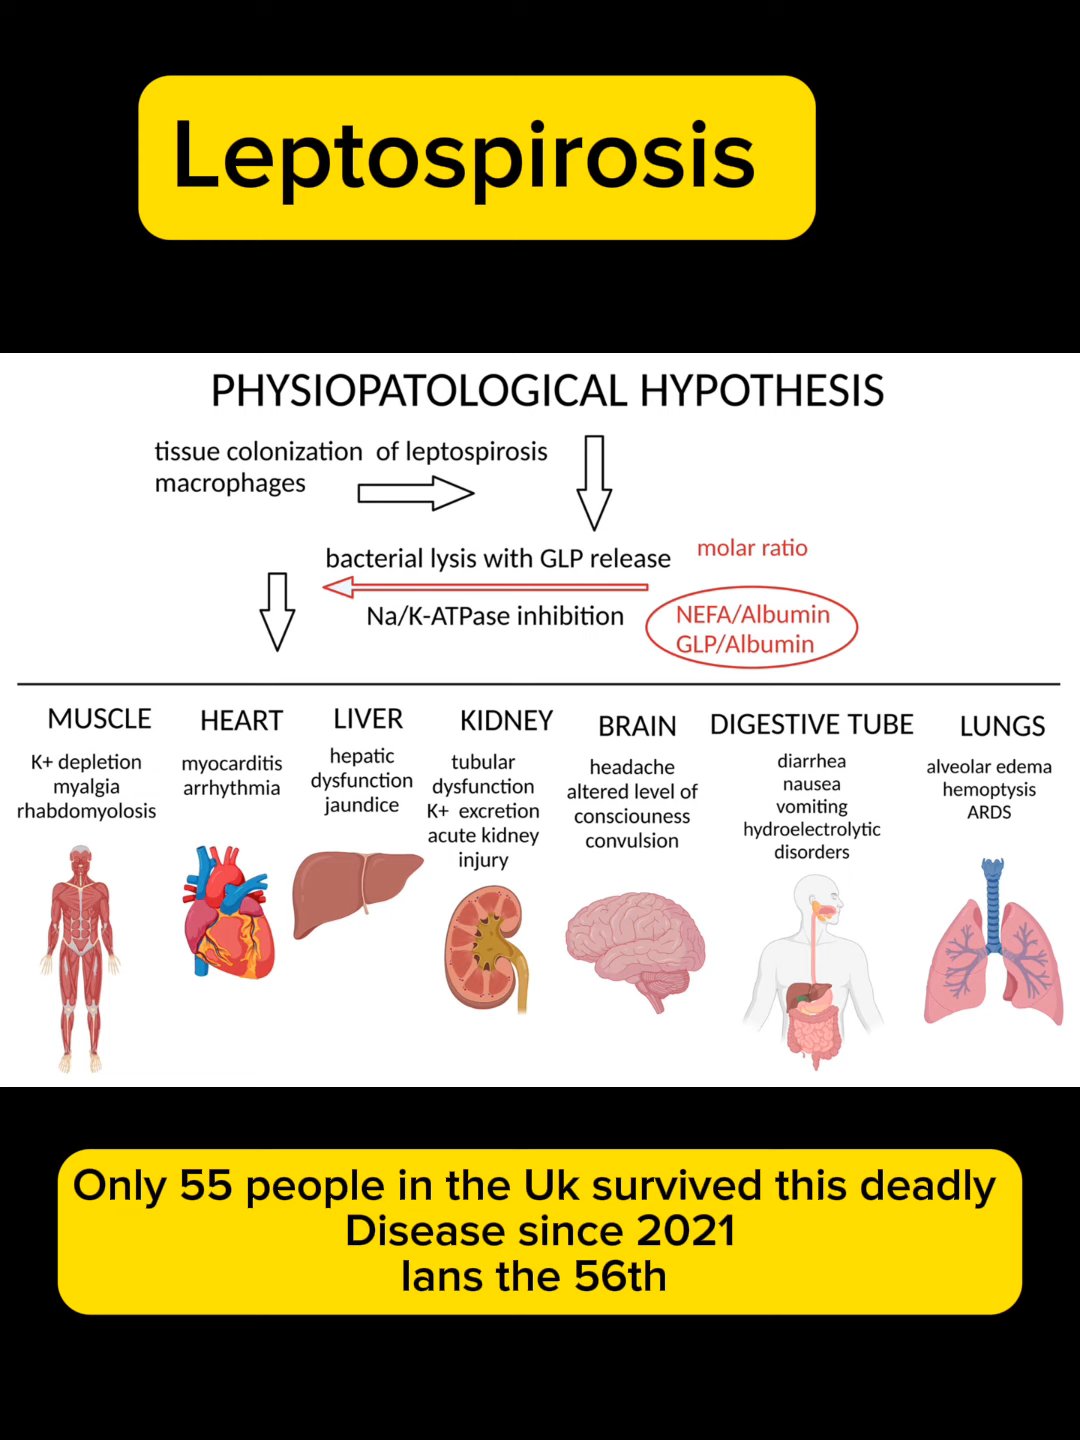 Leptospirosis
PHYSIOPATOLOGICAL HYPOTHESIS
tissue colonization of leptospirosis
macrophages
bacterial lysis with GLP release
molar ratio
Na/K-ATPase inhibition
NEFA/Albumin
GLP/Albumin
MUSCLE
K+ depletion
myalgia
rhabdomyolosis
HEART
myocarditis
arrhythmia
LIVER
hepatic
dysfunction
jaundice
KIDNEY
tubular
dysfunction
K+ excretion
acute kidney
injury
BRAIN
headache
altered level of
consciouness
convulsion
DIGESTIVE TUBE
diarrhea
nausea
vomiting
hydroelectrolytic
disorders
LUNGS
alveolar edema
hemoptysis
ARDS
Only 55 people in the Uk survived this deadly
Disease since 2021
Ians the 56th